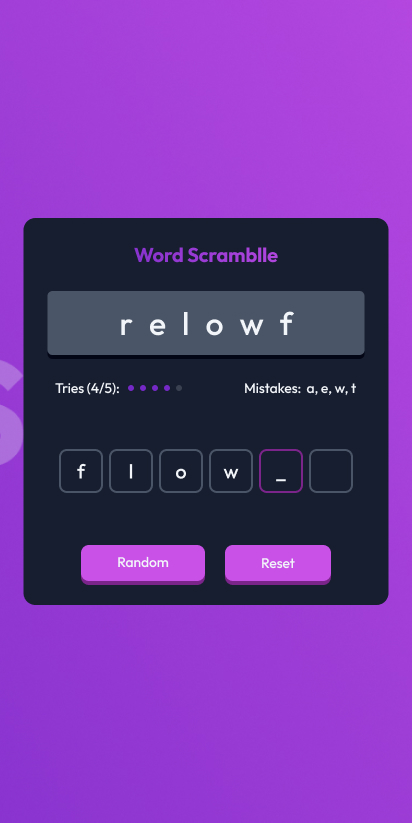 Word Scramblle
r e l o w f
Tries (4/5):
Mistakes: a, e, w, t
f l o w _
Random Reset
S